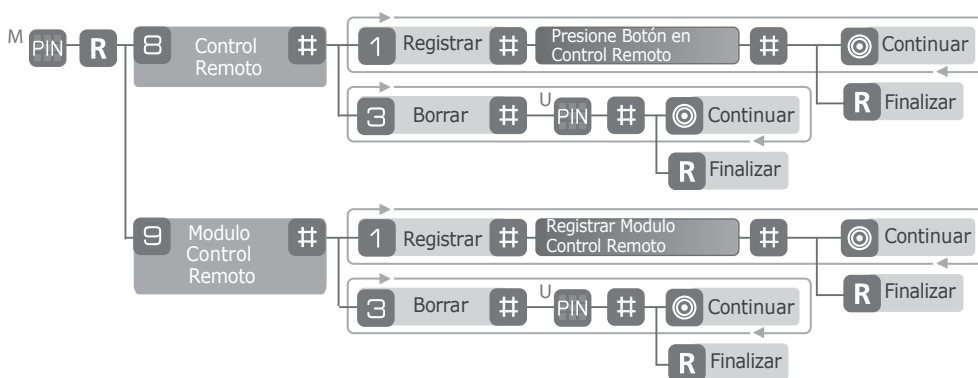 M PIN R 8 Control Remoto # 1 Registrar # Presione Botón en Control Remoto # Continuar
R Finalizar
3 Borrar # U PIN # Continuar
R Finalizar
9 Modulo Control Remoto # 1 Registrar # Registrar Modulo Control Remoto # Continuar
R Finalizar
3 Borrar # U PIN # Continuar
R Finalizar